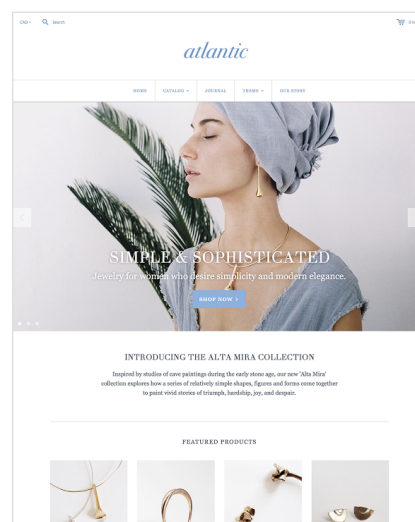 CAD
Search
atlantic
HOME CATALOG JOURNAL THEME OUR STORY
SIMPLE & SOPHISTICATED
Jewelry for women who desire simplicity and modern elegance.
SHOP NOW ›
INTRODUCING THE ALTA MIRA COLLECTION
Inspired by studies of cave paintings during the early stone age, our new 'Alta Mira'
collection explores how a series of relatively simple shapes, figures and forms come together
to paint vivid stories of triumph, hardship, joy, and despair.
FEATURED PRODUCTS